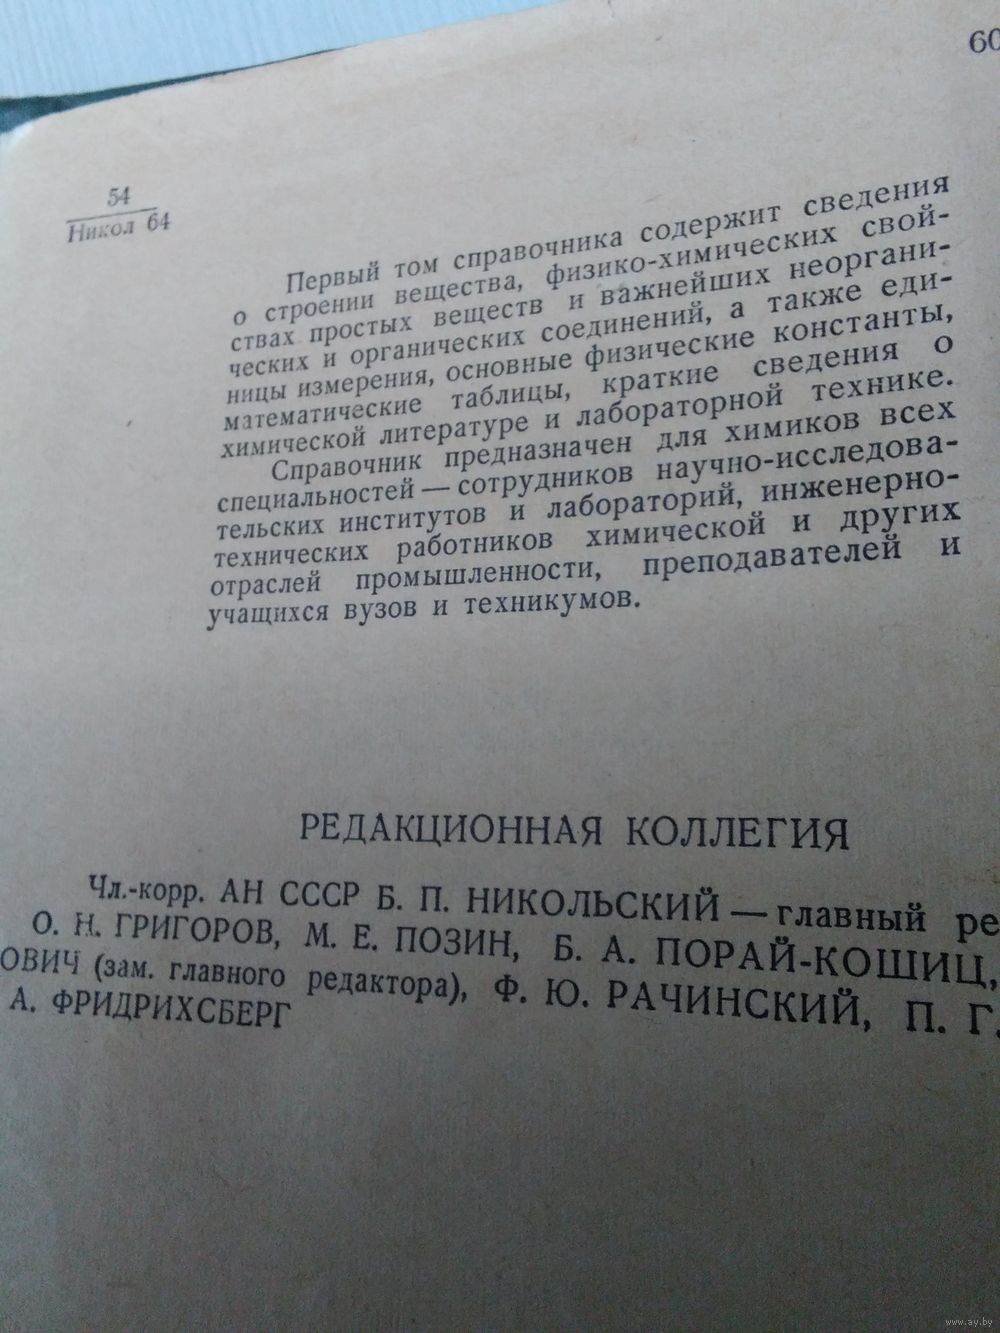 60
54
Никол 64
Первый том справочника содержит сведения
о строении вещества, физико-химических свой-
ствах простых веществ и важнейших неоргани-
ческих и органических соединений, а также еди-
ницы измерения, основные физические константы,
математические таблицы, краткие сведения о
химической литературе и лабораторной технике.
Справочник предназначен для химиков всех
специальностей — сотрудников научно-исследова-
тельских институтов и лабораторий, инженерно-
технических работников химической и других
отраслей промышленности, преподавателей и
учащихся вузов и техникумов.
РЕДАКЦИОННАЯ КОЛЛЕГИЯ
Чл.-корр. АН СССР Б. П. НИКОЛЬСКИЙ — главный ре
О. Н. ГРИГОРОВ, М. Е. ПОЗИН, Б. А. ПОРАЙ-КОШИЦ,
ОВИЧ (зам. главного редактора), Ф. Ю. РАЧИНСКИЙ, П. Г.
А. ФРИДРИХСБЕРГ
www.ay.by